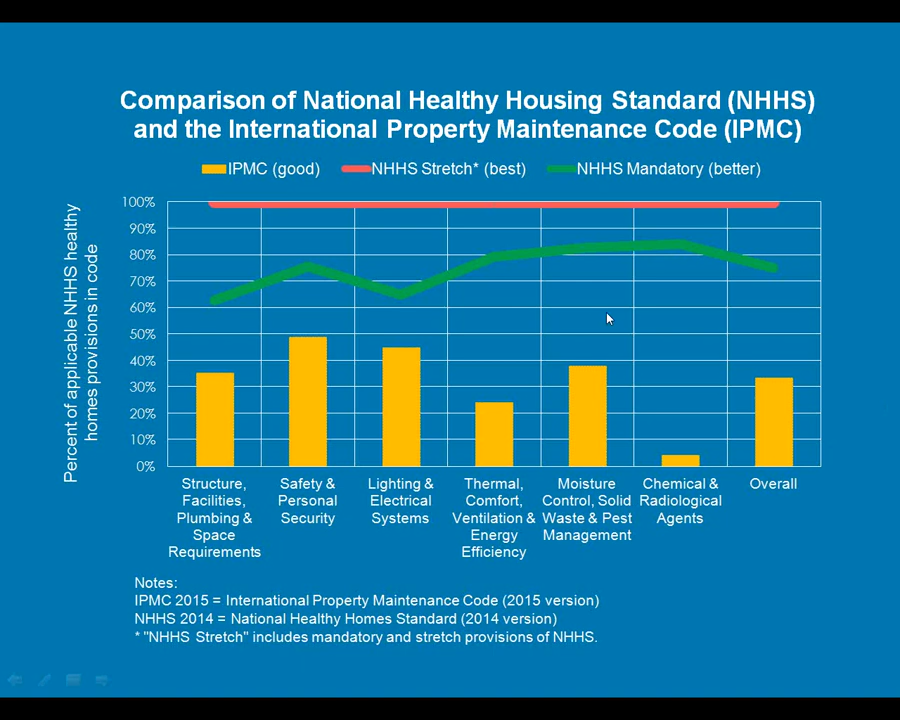 Comparison of National Healthy Housing Standard (NHHS)
and the International Property Maintenance Code (IPMC)
IPMC (good)
NHHS Stretch* (best)
NHHS Mandatory (better)
Percent of applicable NHHS healthy
homes provisions in code
100%
90%
80%
70%
60%
50%
40%
30%
20%
10%
0%
Structure,
Facilities,
Plumbing &
Space
Requirements
Safety &
Personal
Security
Lighting &
Electrical
Systems
Thermal,
Comfort,
Ventilation &
Energy
Efficiency
Moisture
Control, Solid
Waste & Pest
Management
Chemical &
Radiological
Agents
Overall
Notes:
IPMC 2015 = International Property Maintenance Code (2015 version)
NHHS 2014 = National Healthy Homes Standard (2014 version)
* "NHHS Stretch" includes mandatory and stretch provisions of NHHS.